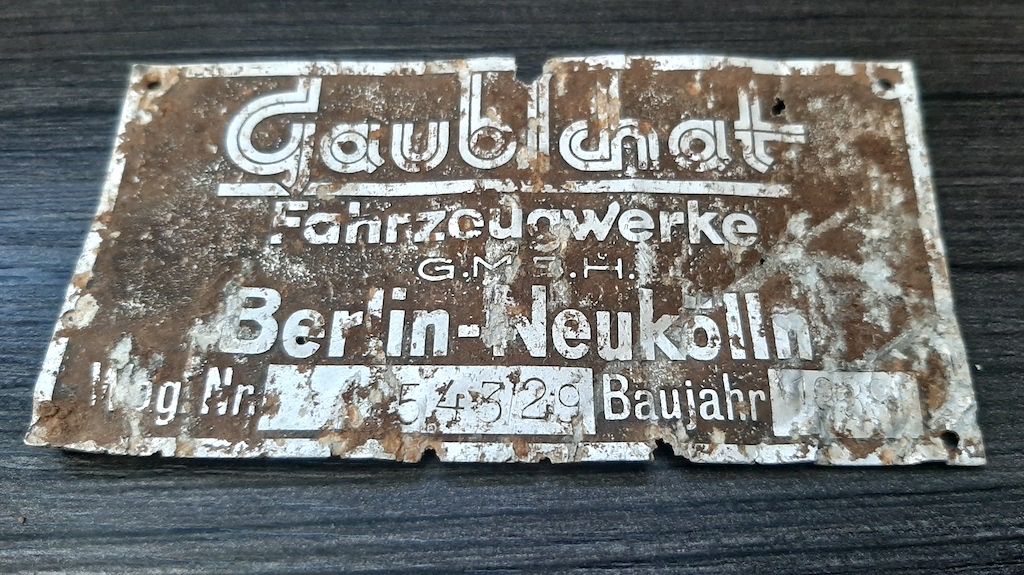 Gaubschat
Fahrzeugwerke
G.M.B.H.
Berlin-Neukölln
Wag. Nr. 54329 Baujahr